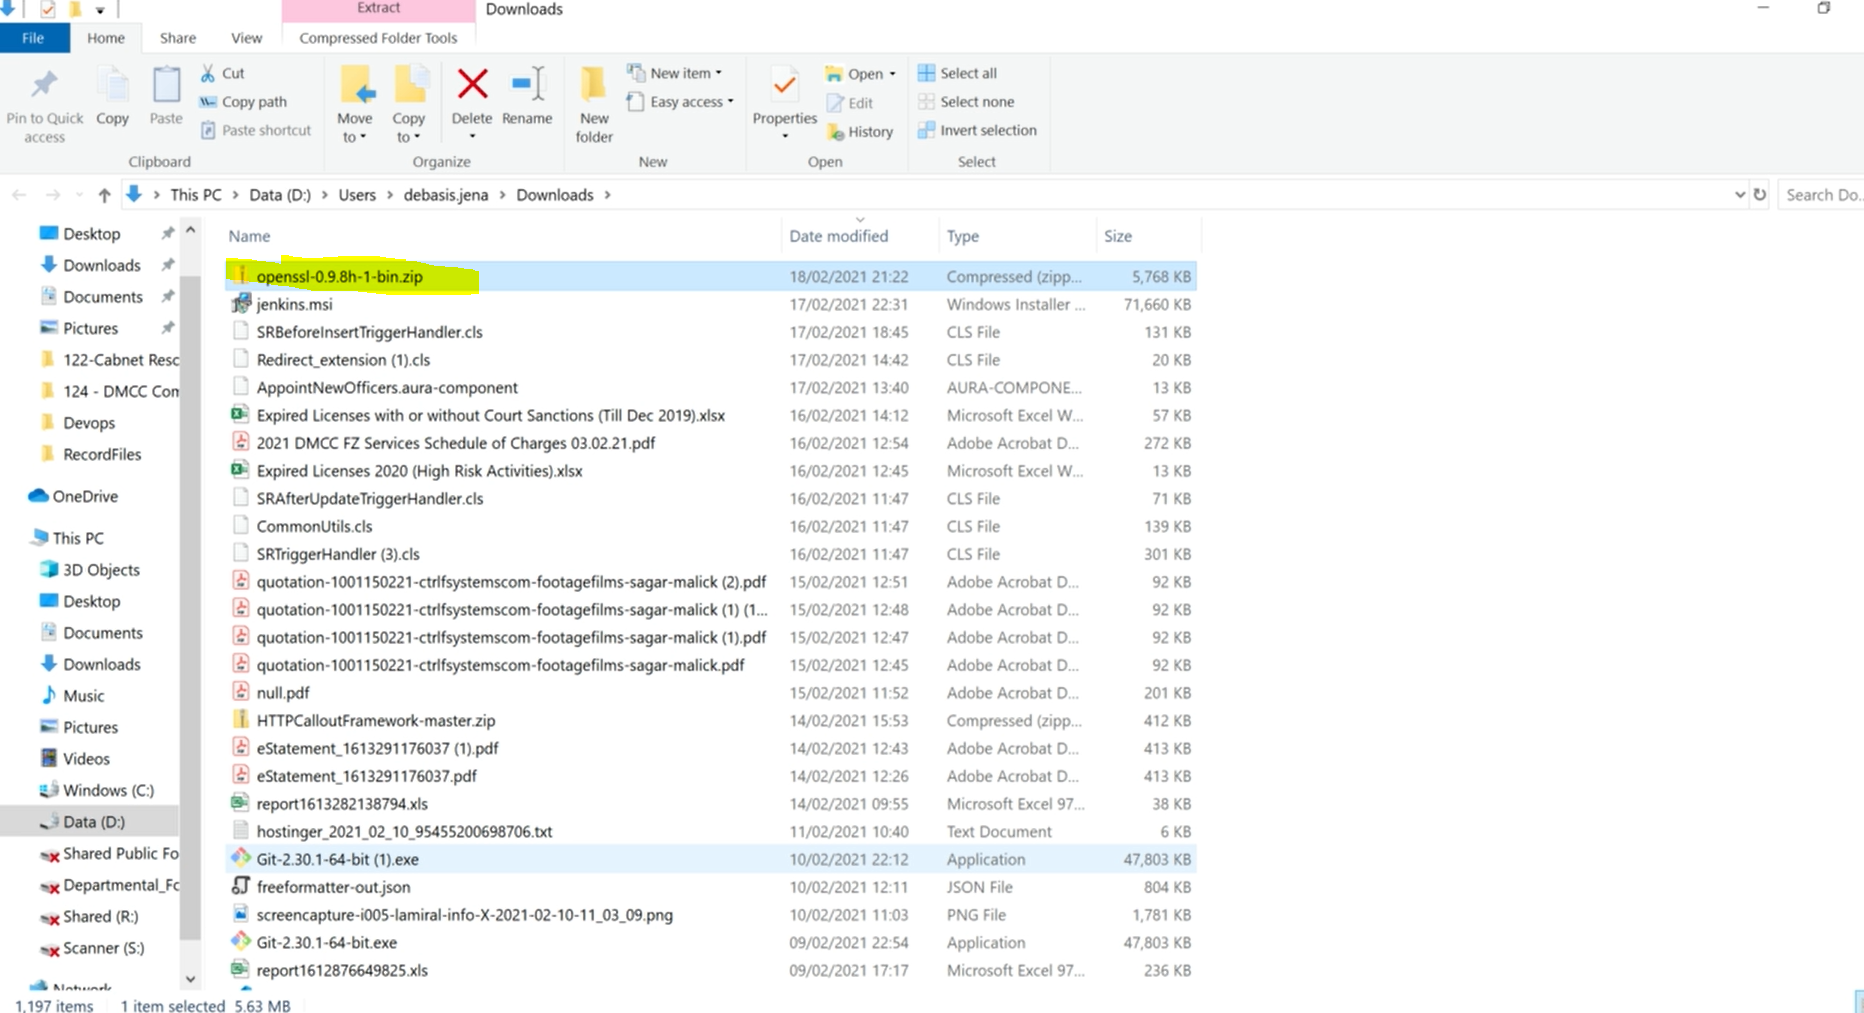 Extract
Downloads
File Home Share View Compressed Folder Tools
Pin to Quick access
Copy
Paste
Cut
Copy path
Paste shortcut
Clipboard
Move to
Copy to
Delete
Rename
Organize
New folder
New item
Easy access
New
Properties
Open
Edit
History
Open
Select all
Select none
Invert selection
Select
This PC > Data (D:) > Users > debasis.jena > Downloads >
Search Do...
Desktop
Downloads
Documents
Pictures
122-Cabnet Resc
124 - DMCC Com
Devops
RecordFiles
OneDrive
This PC
3D Objects
Desktop
Documents
Downloads
Music
Pictures
Videos
Windows (C:)
Data (D:)
Shared Public Fo
Departmental_Fc
Shared (R:)
Scanner (S:)
Network
Name Date modified Type Size
openssl-0.9.8h-1-bin.zip 18/02/2021 21:22 Compressed (zipp... 5,768 KB
jenkins.msi 17/02/2021 22:31 Windows Installer ... 71,660 KB
SRBeforeInsertTriggerHandler.cls 17/02/2021 18:45 CLS File 131 KB
Redirect_extension (1).cls 17/02/2021 14:42 CLS File 20 KB
AppointNewOfficers.aura-component 17/02/2021 13:40 AURA-COMPONE... 13 KB
Expired Licenses with or without Court Sanctions (Till Dec 2019).xlsx 16/02/2021 14:12 Microsoft Excel W... 57 KB
2021 DMCC FZ Services Schedule of Charges 03.02.21.pdf 16/02/2021 12:54 Adobe Acrobat D... 272 KB
Expired Licenses 2020 (High Risk Activities).xlsx 16/02/2021 12:45 Microsoft Excel W... 13 KB
SRAfterUpdateTriggerHandler.cls 16/02/2021 11:47 CLS File 71 KB
CommonUtils.cls 16/02/2021 11:47 CLS File 139 KB
SRTriggerHandler (3).cls 16/02/2021 11:47 CLS File 301 KB
quotation-1001150221-ctrlfsystemscom-footagefilms-sagar-malick (2).pdf 15/02/2021 12:51 Adobe Acrobat D... 92 KB
quotation-1001150221-ctrlfsystemscom-footagefilms-sagar-malick (1) (1... 15/02/2021 12:48 Adobe Acrobat D... 92 KB
quotation-1001150221-ctrlfsystemscom-footagefilms-sagar-malick (1).pdf 15/02/2021 12:47 Adobe Acrobat D... 92 KB
quotation-1001150221-ctrlfsystemscom-footagefilms-sagar-malick.pdf 15/02/2021 12:45 Adobe Acrobat D... 92 KB
null.pdf 15/02/2021 11:52 Adobe Acrobat D... 201 KB
HTTPCalloutFramework-master.zip 14/02/2021 15:53 Compressed (zipp... 412 KB
eStatement_1613291176037 (1).pdf 14/02/2021 12:43 Adobe Acrobat D... 413 KB
eStatement_1613291176037.pdf 14/02/2021 12:26 Adobe Acrobat D... 413 KB
report1613282138794.xls 14/02/2021 09:55 Microsoft Excel 97... 38 KB
hostinger_2021_02_10_95455200698706.txt 11/02/2021 10:40 Text Document 6 KB
Git-2.30.1-64-bit (1).exe 10/02/2021 22:12 Application 47,803 KB
freeformatter-out.json 10/02/2021 12:11 JSON File 804 KB
screencapture-i005-lamiral-info-X-2021-02-10-11_03_09.png 10/02/2021 11:03 PNG File 1,781 KB
Git-2.30.1-64-bit.exe 09/02/2021 22:54 Application 47,803 KB
report1612876649825.xls 09/02/2021 17:17 Microsoft Excel 97... 236 KB
1,197 items 1 item selected 5.63 MB